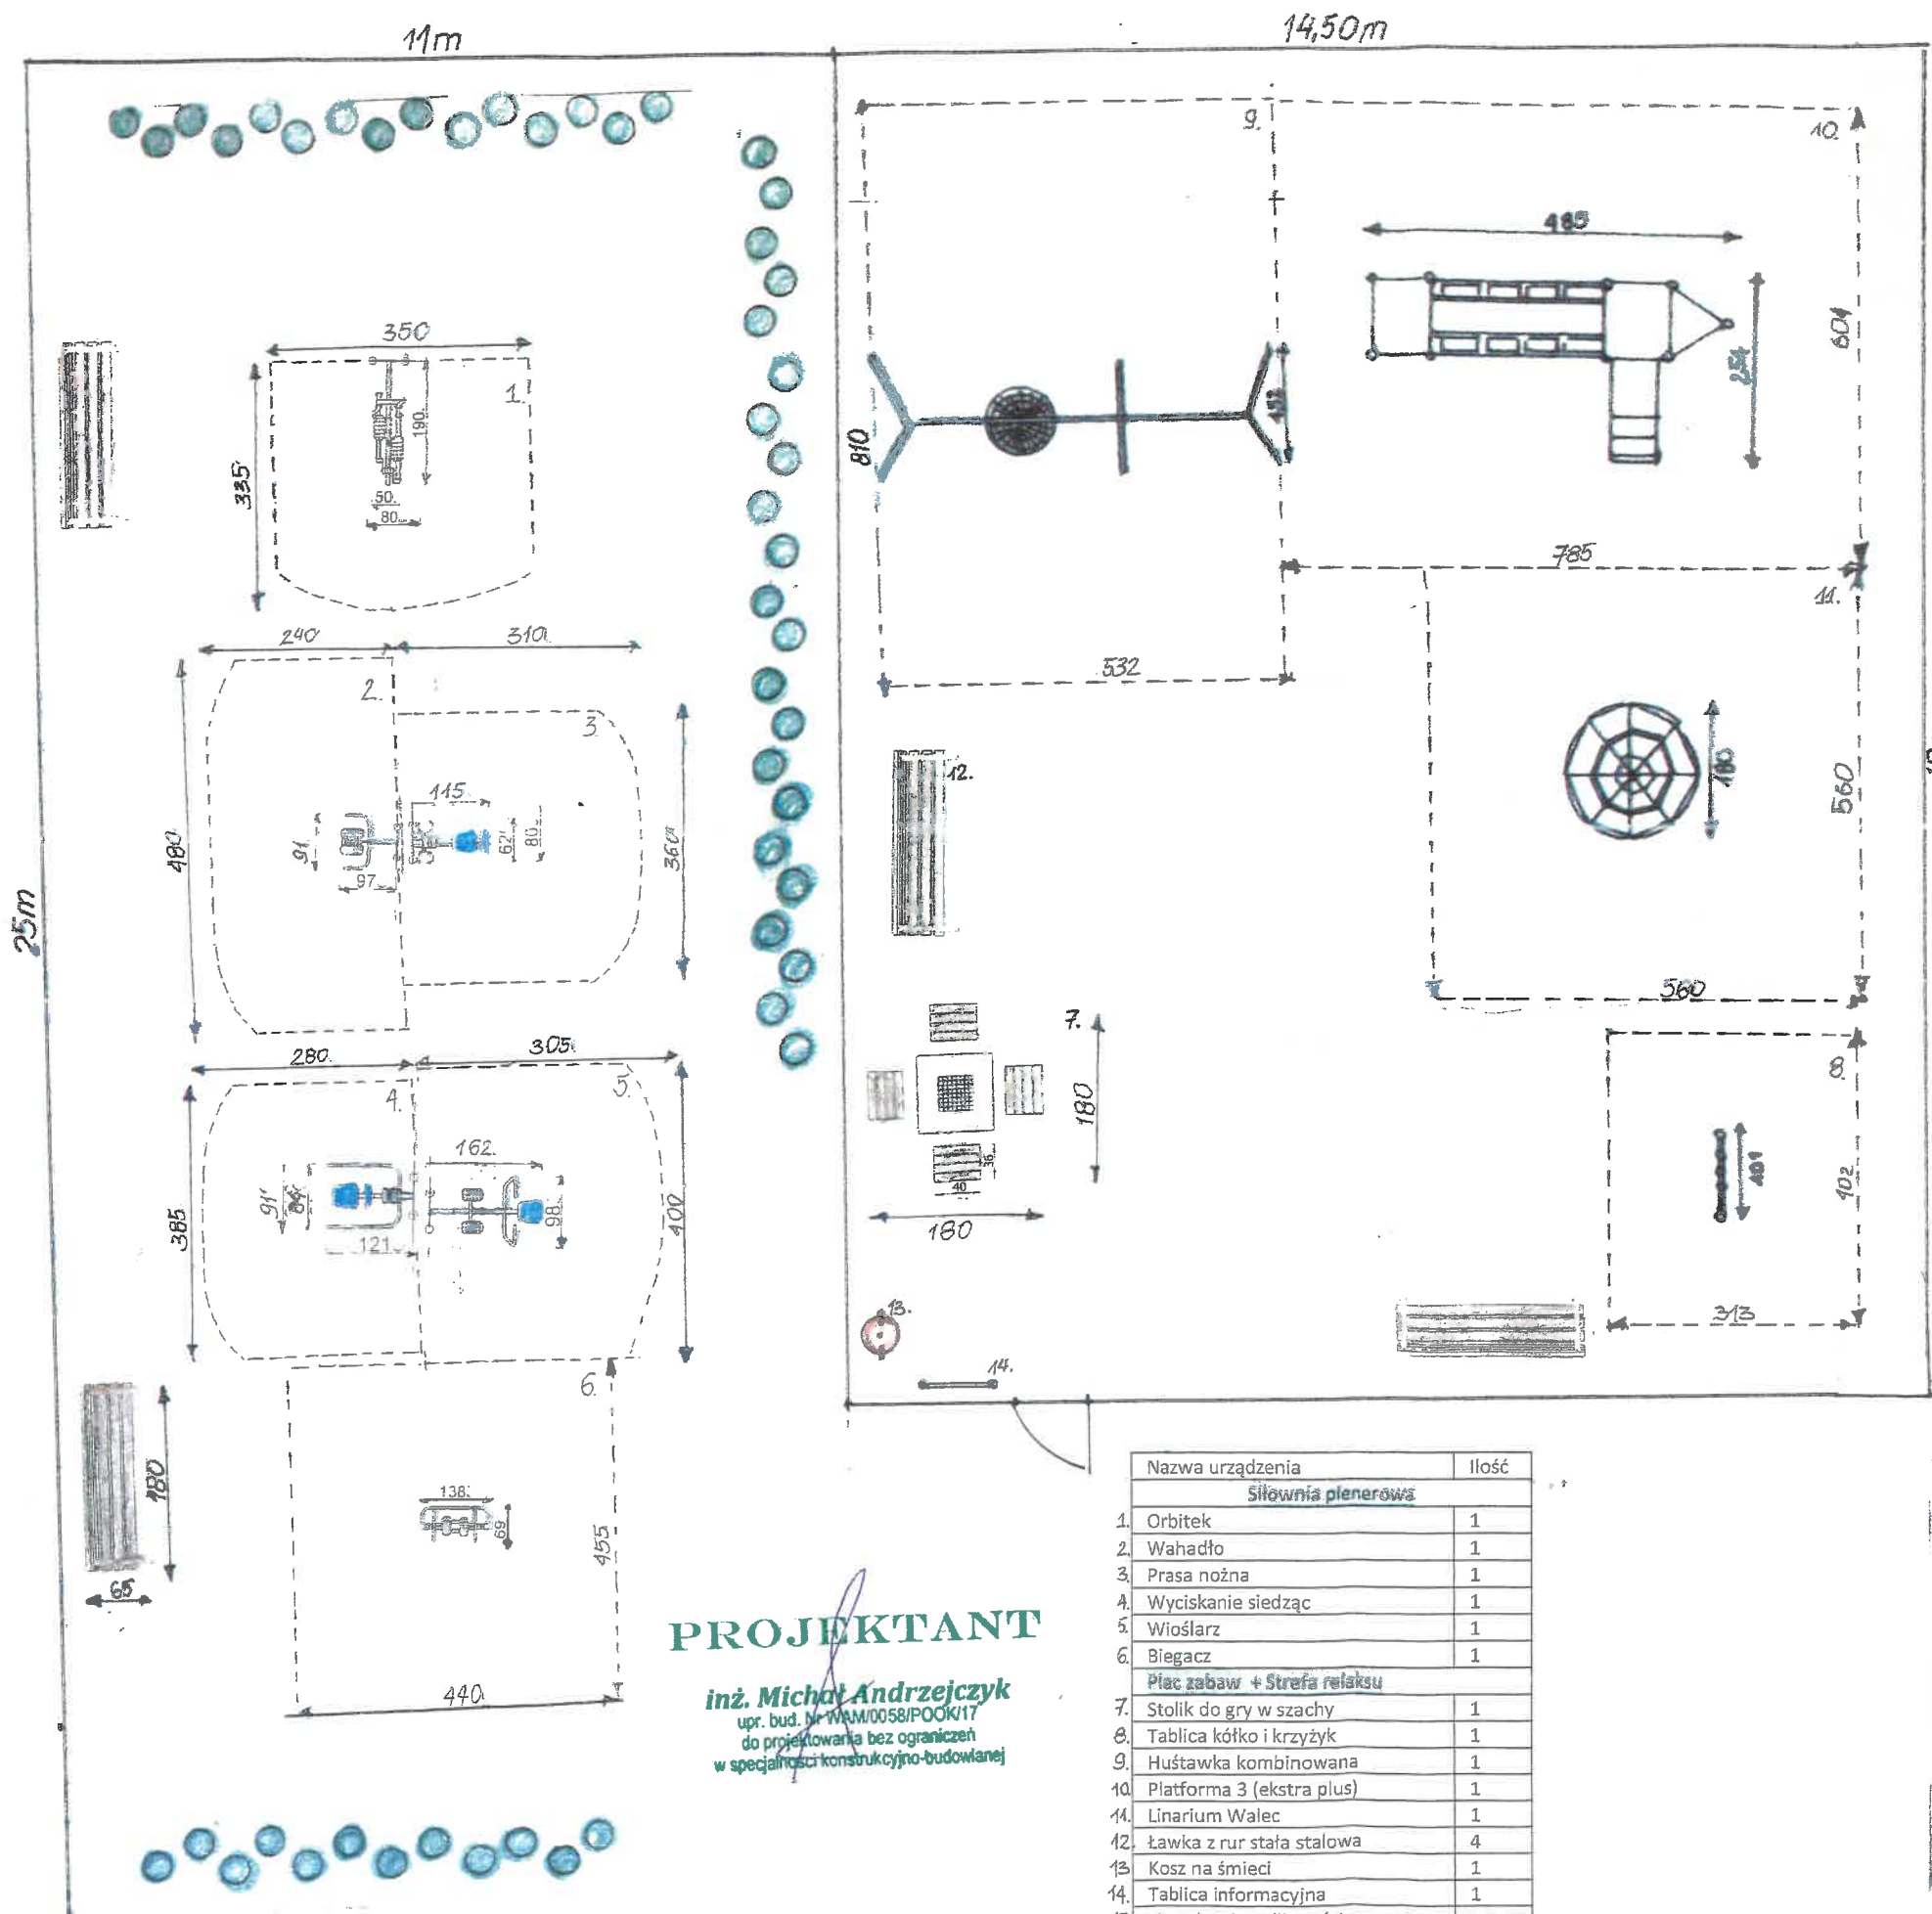 11m
14,50m
9.
10.
485
350
1.
190
601
254
335
152
810
50
80
785
11.
240
310
2.
3.
532
12.
180
115
560
480
91
62
80
360
97
25m
560
7.
280
305
4.
5.
8.
180
162
36
40
102
91
98
385
121
400
180
13.
313
14.
6.
180
138
69
455
65
440
Nazwa urządzenia Ilość
Siłownia plenerowa
1. Orbitek 1
2. Wahadło 1
3. Prasa nożna 1
4. Wyciskanie siedząc 1
5. Wioślarz 1
6. Biegacz 1
Plac zabaw + Strefa relaksu
7. Stolik do gry w szachy 1
8. Tablica kółko i krzyżyk 1
9. Huśtawka kombinowana 1
10. Platforma 3 (ekstra plus) 1
11. Linarium Walec 1
12. Ławka z rur stała stalowa 4
13. Kosz na śmieci 1
14. Tablica informacyjna 1
PROJEKTANT
inż. Michał Andrzejczyk
upr. bud. Nr WAM/0058/POOK/17
do projektowania bez ograniczeń
w specjalności konstrukcyjno-budowlanej